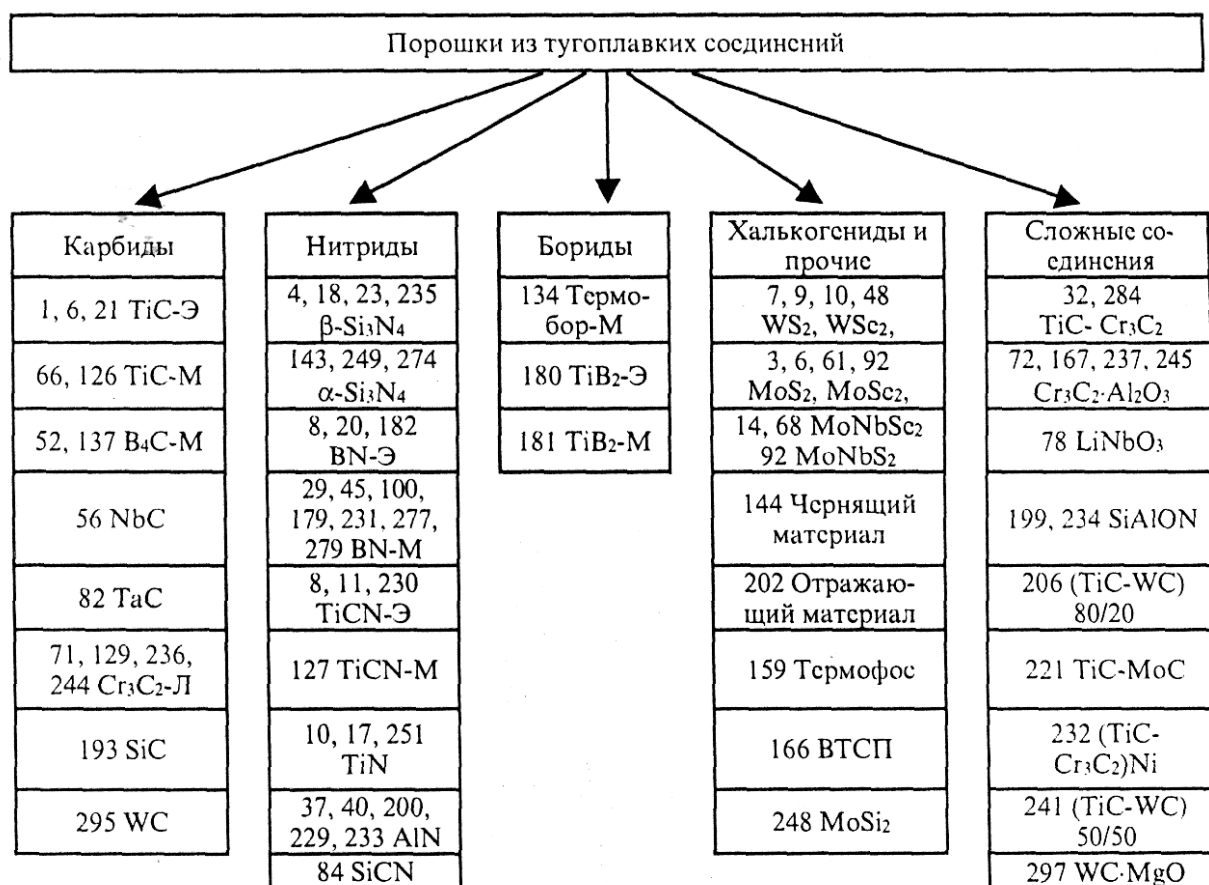 Порошки из тугоплавких соединений
Карбиды
1, 6, 21 TiC-Э
66, 126 TiC-М
52, 137 B₄C-М
56 NbC
82 TaC
71, 129, 236,
244 Cr₃C₂-Л
193 SiC
295 WC
Нитриды
4, 18, 23, 235
β-Si₃N₄
143, 249, 274
α-Si₃N₄
8, 20, 182
BN-Э
29, 45, 100,
179, 231, 277,
279 BN-М
8, 11, 230
TiCN-Э
127 TiCN-М
10, 17, 251
TiN
37, 40, 200,
229, 233 AlN
84 SiCN
Бориды
134 Термо-
бор-М
180 TiB₂-Э
181 TiB₂-М
Халькогениды и
прочие
7, 9, 10, 48
WS₂, WSe₂,
3, 6, 61, 92
MoS₂, MoSe₂,
14, 68 MoNbSe₂
92 MoNbS₂
144 Чернящий
материал
202 Отражаю-
щий материал
159 Термофос
166 ВТСП
248 MoSi₂
Сложные со-
единения
32, 284
TiC- Cr₃C₂
72, 167, 237, 245
Cr₃C₂·Al₂O₃
78 LiNbO₃
199, 234 SiAlON
206 (TiC-WC)
80/20
221 TiC-MoC
232 (TiC-
Cr₃C₂)Ni
241 (TiC-WC)
50/50
297 WC·MgO